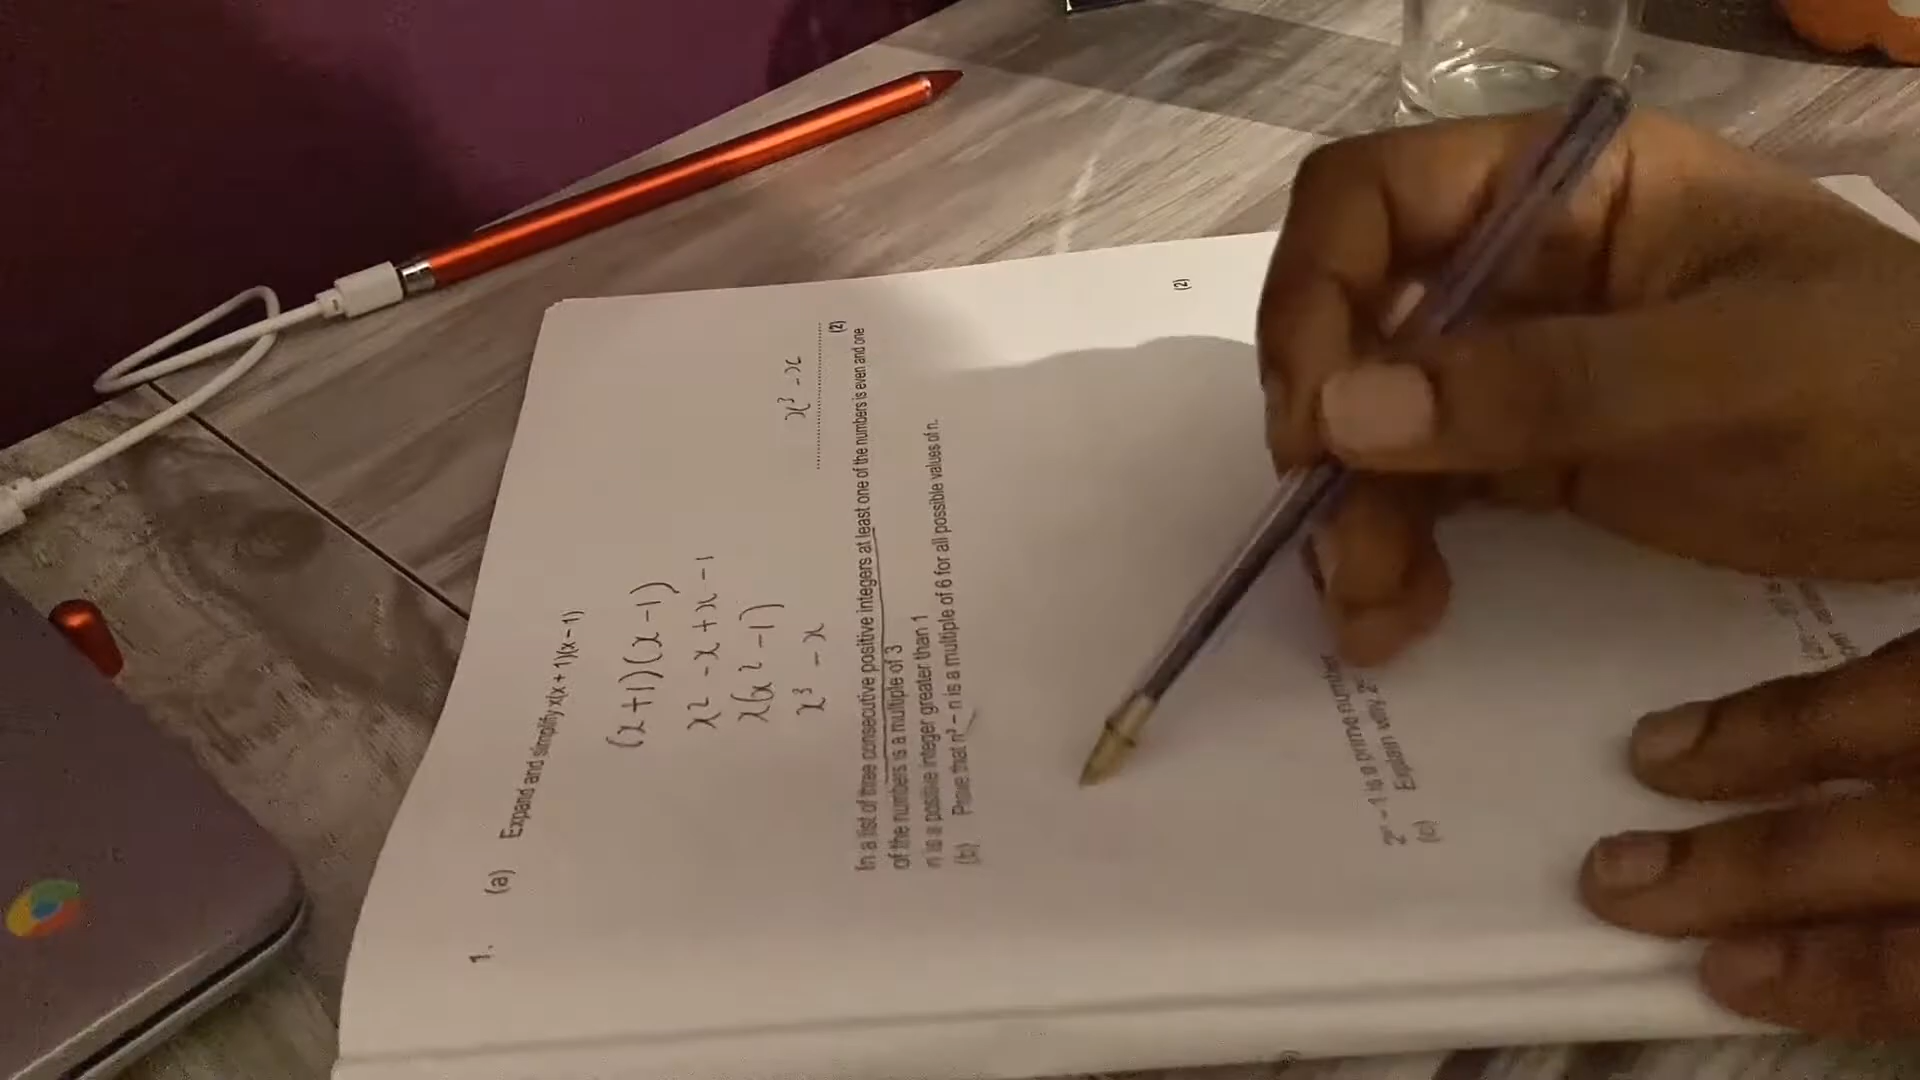 1. (a) Expand and simplify x(x + 1)(x – 1)
(x+1)(x-1)
x² - x + x - 1
x(x² - 1)
x³ - x
x³ - x
(2)
In a list of three consecutive positive integers at least one of the numbers is even and one
of the numbers is a multiple of 3
n is a positive integer greater than 1
(b) Prove that n³ – n is a multiple of 6 for all possible values of n.
(2)
– 1 is a prime number
(c) Explain why